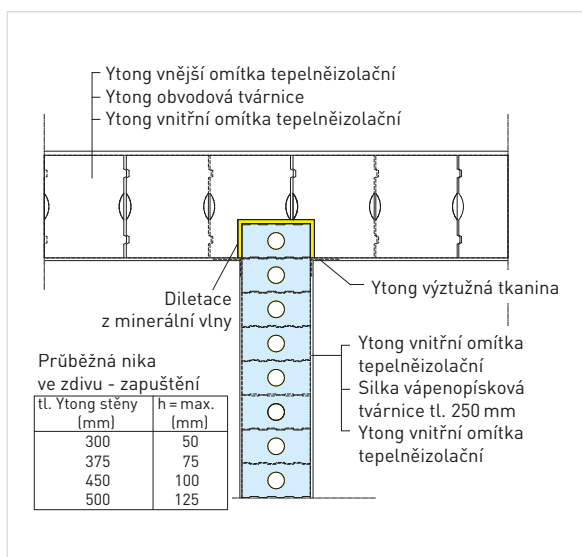 Ytong vnější omítka tepelněizolační
Ytong obvodová tvárnice
Ytong vnitřní omítka tepelněizolační
Diletace
z minerální vlny
Ytong výztužná tkanina
Ytong vnitřní omítka
tepelněizolační
Silka vápenopísková
tvárnice tl. 250 mm
Ytong vnitřní omítka
tepelněizolační
Průběžná nika
ve zdivu - zapuštění
tl. Ytong stěny h = max.
(mm) (mm)
300 50
375 75
450 100
500 125